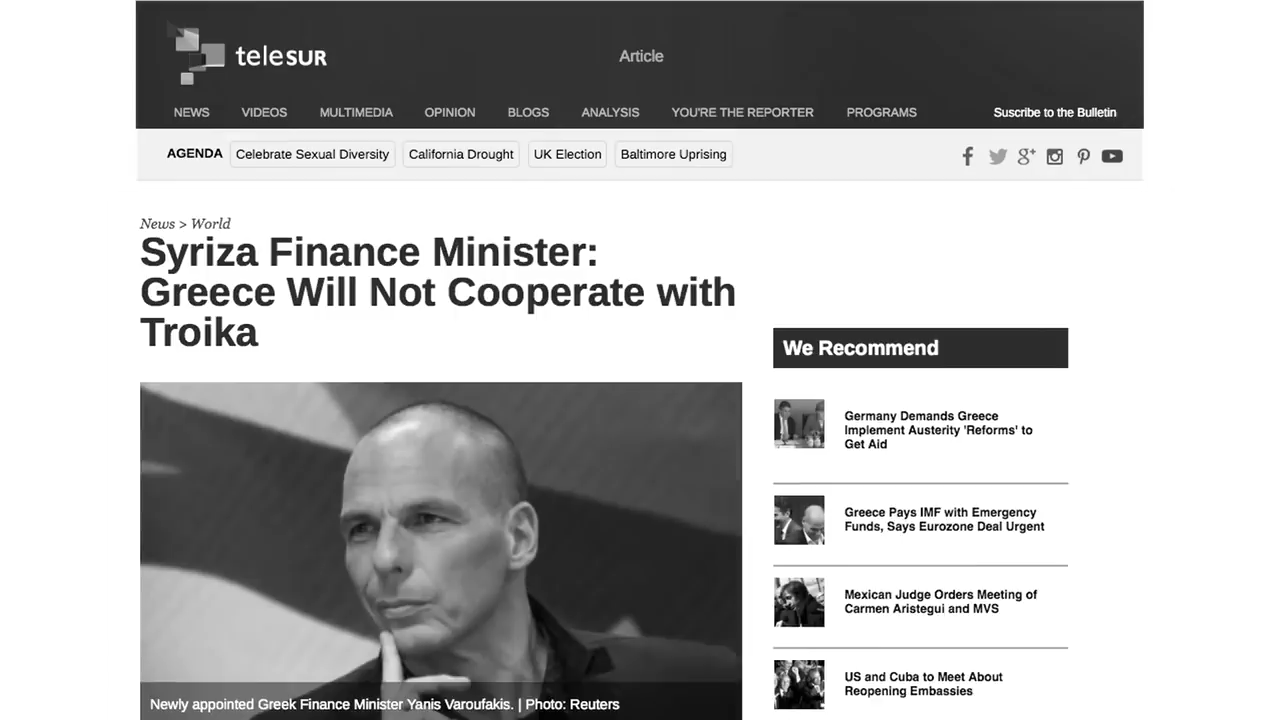 teleSUR
Article
NEWS VIDEOS MULTIMEDIA OPINION BLOGS ANALYSIS YOU'RE THE REPORTER PROGRAMS Suscribe to the Bulletin
AGENDA Celebrate Sexual Diversity California Drought UK Election Baltimore Uprising
News > World
Syriza Finance Minister:
Greece Will Not Cooperate with
Troika
Newly appointed Greek Finance Minister Yanis Varoufakis. | Photo: Reuters
We Recommend
Germany Demands Greece
Implement Austerity 'Reforms' to
Get Aid
Greece Pays IMF with Emergency
Funds, Says Eurozone Deal Urgent
Mexican Judge Orders Meeting of
Carmen Aristegui and MVS
US and Cuba to Meet About
Reopening Embassies